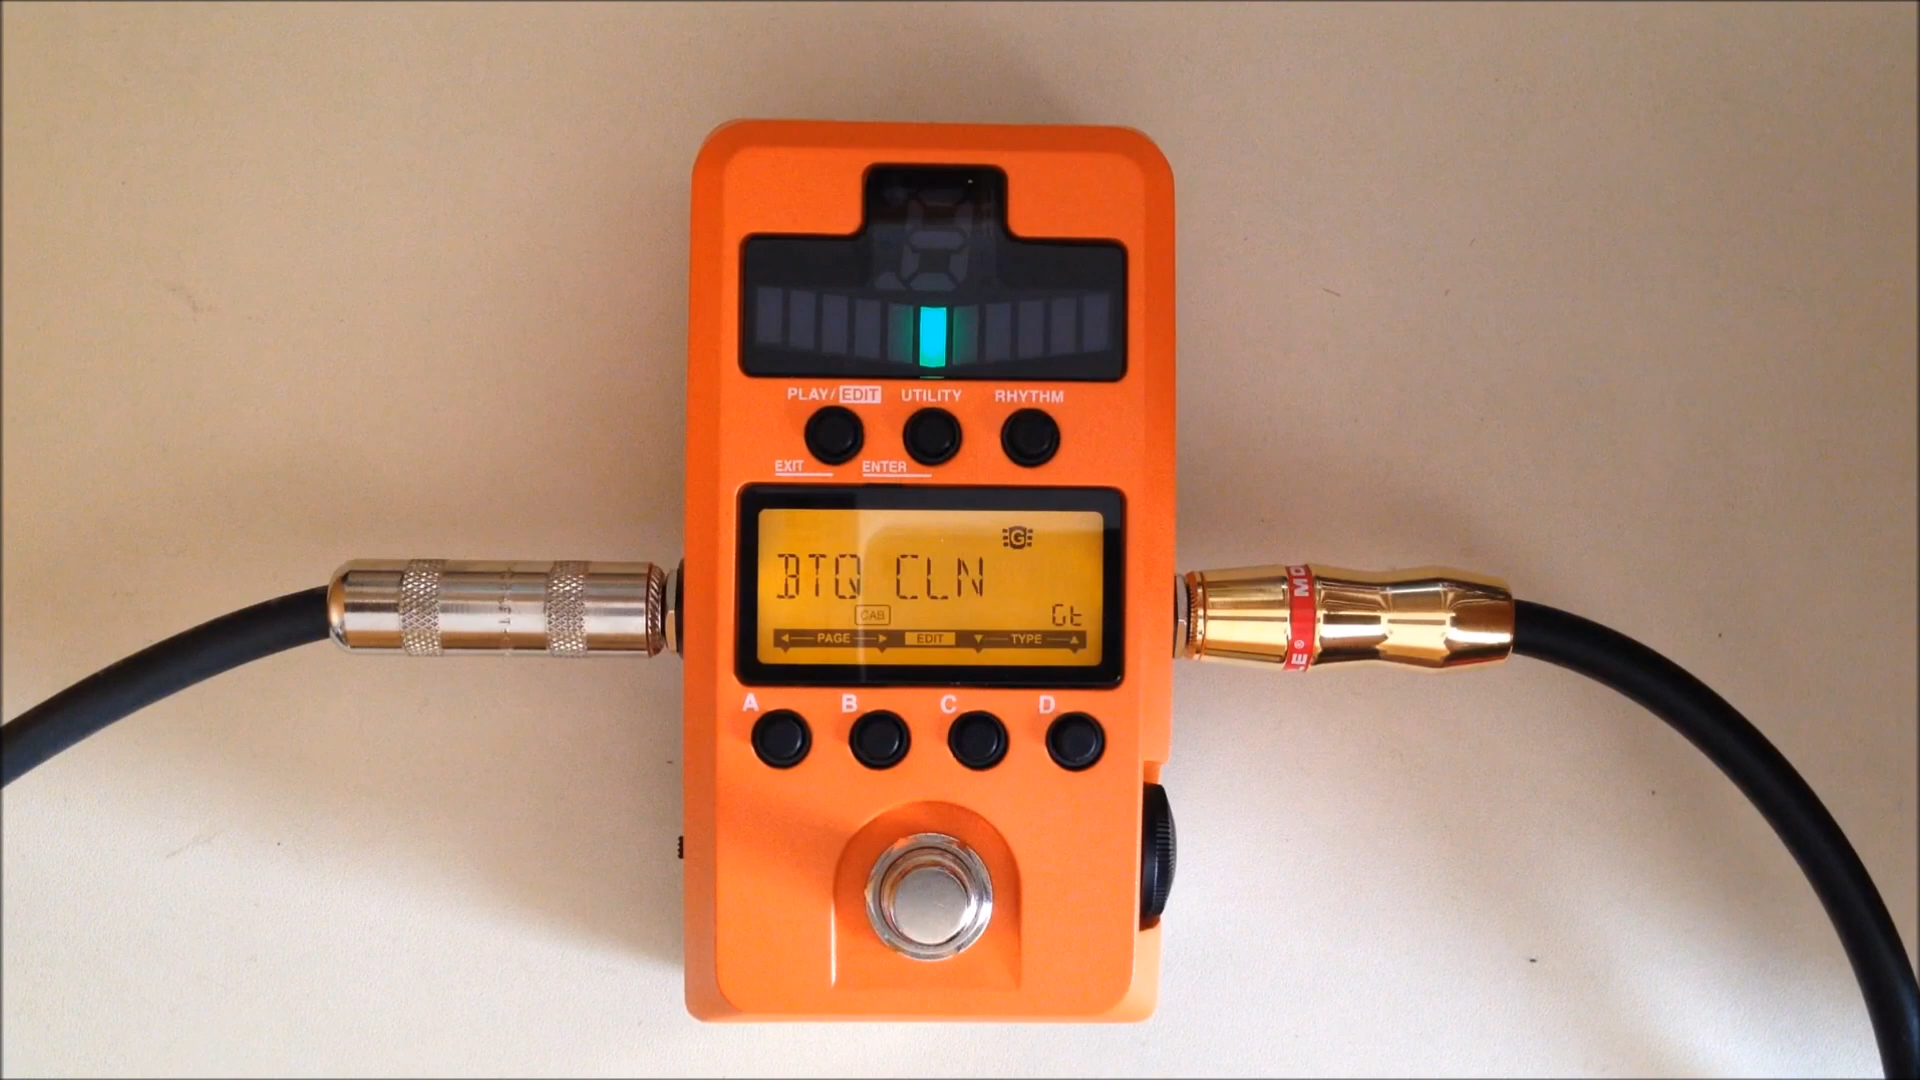 PLAY/EDIT UTILITY RHYTHM
EXIT ENTER
G
BTQ CLN
CAB Gt
PAGE EDIT TYPE
A B C D